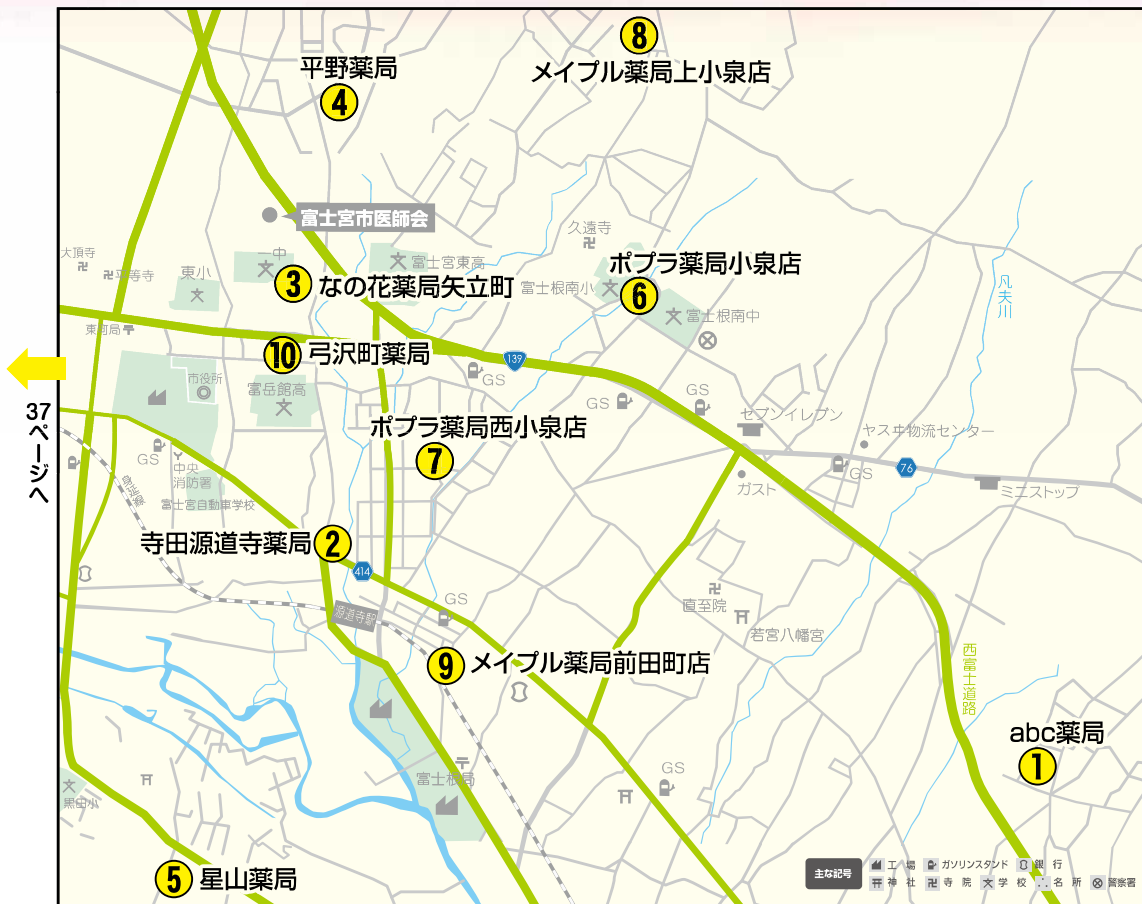 8
メイプル薬局上小泉店
平野薬局
4
富士宮市医師会
久遠寺
大頂寺
平等寺
東小
一中
富士宮東高
ポプラ薬局小泉店
富士根南小
6
富士根南中
凡夫川
3
なの花薬局矢立町
東町局
10
弓沢町薬局
139
GS
市役所
富岳館高
GS
GS
セブンイレブン
ヤスヰ物流センター
37ページへ
ポプラ薬局西小泉店
7
GS
中央
消防署
富士宮自動車学校
身延線
ガスト
GS
76
ミニストップ
寺田源道寺薬局
2
414
源道寺駅
GS
直至院
若宮八幡宮
西富士道路
9
メイプル薬局前田町店
abc薬局
1
富士根局
GS
黒田小
5
星山薬局
主な記号
工場
ガソリンスタンド
銀行
神社
寺院
学校
名所
警察署